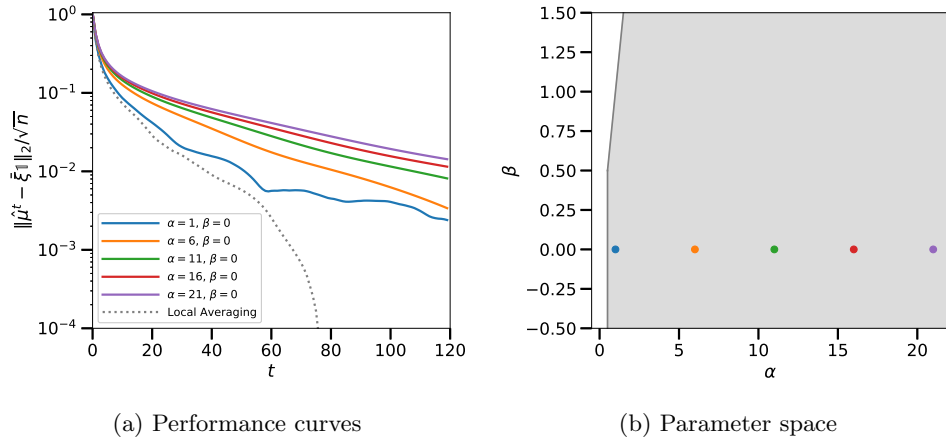 10⁰
10⁻¹
10⁻²
10⁻³
10⁻⁴
‖μ̂ᵗ − ξ̄𝟙‖₂/√n
α = 1, β = 0
α = 6, β = 0
α = 11, β = 0
α = 16, β = 0
α = 21, β = 0
Local Averaging
0 20 40 60 80 100 120
t
(a) Performance curves
1.50
1.25
1.00
0.75
0.50
0.25
0.00
−0.25
−0.50
β
0 5 10 15 20
α
(b) Parameter space